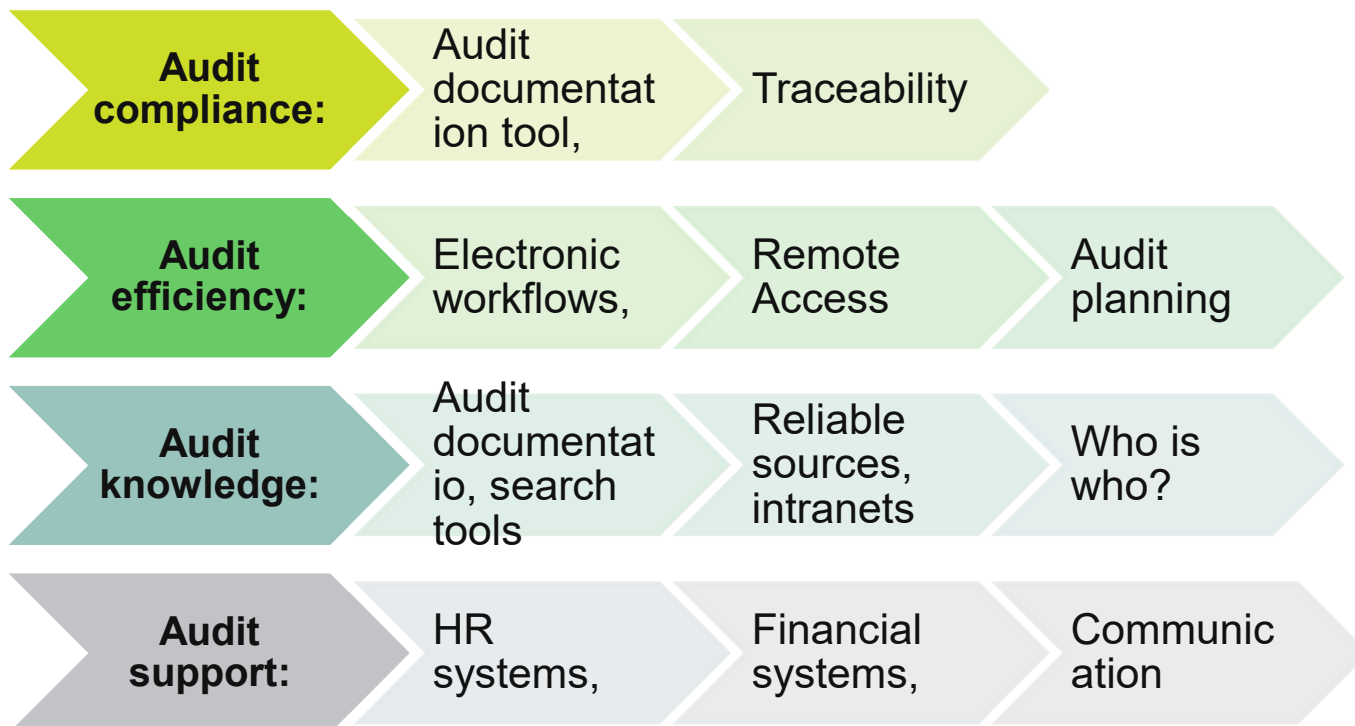 Audit
compliance:
Audit
documentat
ion tool,
Traceability
Audit
efficiency:
Electronic
workflows,
Remote
Access
Audit
planning
Audit
knowledge:
Audit
documentat
io, search
tools
Reliable
sources,
intranets
Who is
who?
Audit
support:
HR
systems,
Financial
systems,
Communic
ation